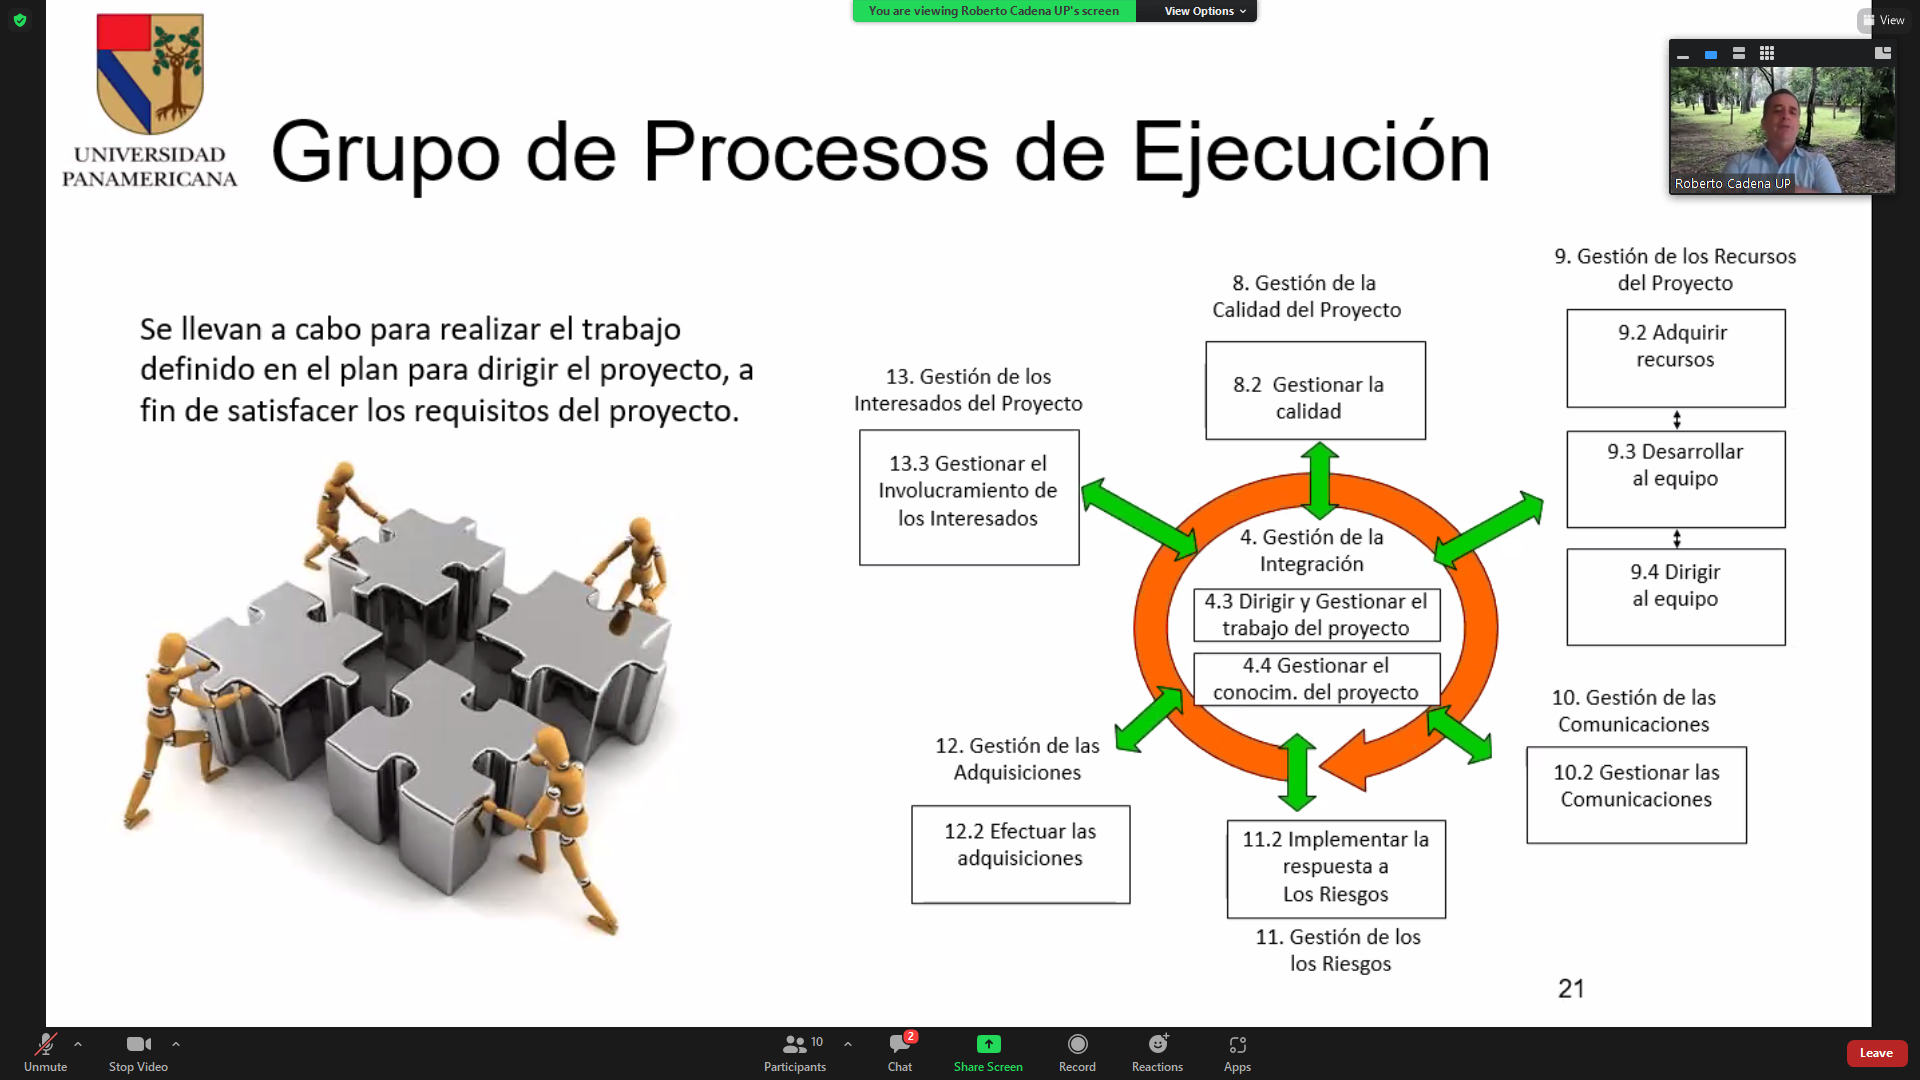 You are viewing Roberto Cadena UP's screen
View Options
View
UNIVERSIDAD
PANAMERICANA
Grupo de Procesos de Ejecución
Roberto Cadena UP
Se llevan a cabo para realizar el trabajo
definido en el plan para dirigir el proyecto, a
fin de satisfacer los requisitos del proyecto.
13. Gestión de los
Interesados del Proyecto
13.3 Gestionar el
Involucramiento de
los Interesados
8. Gestión de la
Calidad del Proyecto
8.2 Gestionar la
calidad
9. Gestión de los Recursos
del Proyecto
9.2 Adquirir
recursos
9.3 Desarrollar
al equipo
9.4 Dirigir
al equipo
4. Gestión de la
Integración
4.3 Dirigir y Gestionar el
trabajo del proyecto
4.4 Gestionar el
conocim. del proyecto
10. Gestión de las
Comunicaciones
10.2 Gestionar las
Comunicaciones
12. Gestión de las
Adquisiciones
12.2 Efectuar las
adquisiciones
11.2 Implementar la
respuesta a
Los Riesgos
11. Gestión de los
los Riesgos
21
Unmute
Stop Video
10
Participants
2
Chat
Share Screen
Record
Reactions
Apps
Leave